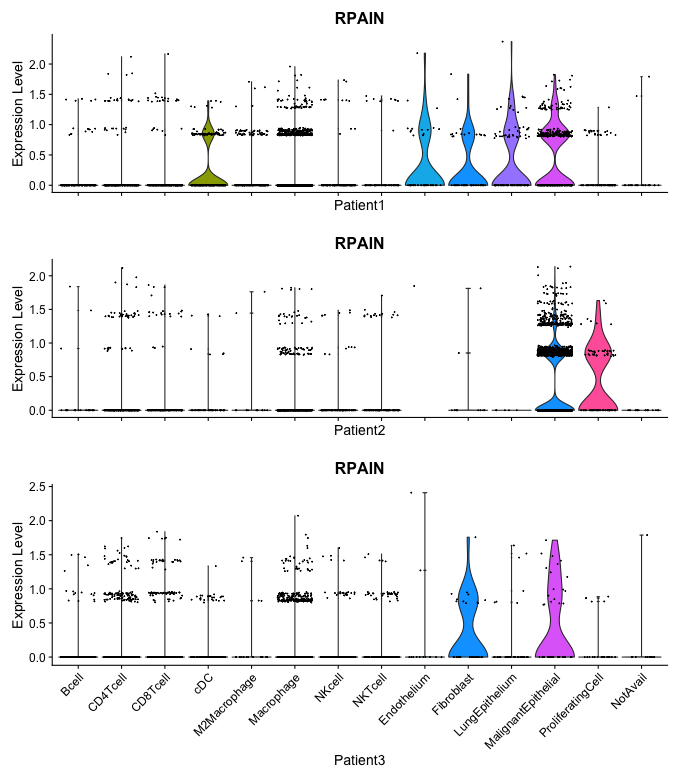 RPAIN
Expression Level
2.0
1.5
1.0
0.5
0.0
Patient1
RPAIN
Expression Level
2.0
1.5
1.0
0.5
0.0
Patient2
RPAIN
Expression Level
2.5
2.0
1.5
1.0
0.5
0.0
Bcell
CD4Tcell
CD8Tcell
cDC
M2Macrophage
Macrophage
NKcell
NKTcell
Endothelium
Fibroblast
LungEpithelium
MalignantEpithelial
ProliferatingCell
NotAvail
Patient3